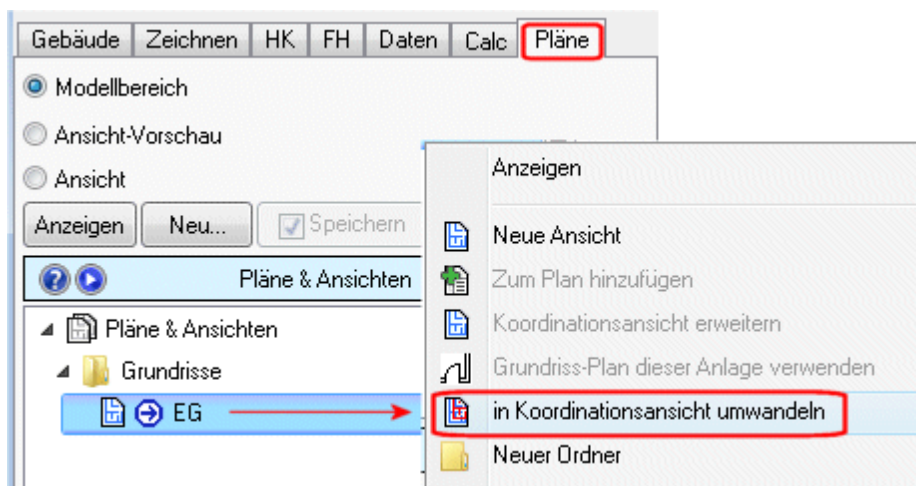 Gebäude Zeichnen HK FH Daten Calc Pläne
Modellbereich
Ansicht-Vorschau
Ansicht
Anzeigen Neu... Speichern
Pläne & Ansichten
Pläne & Ansichten
Grundrisse
EG
Anzeigen
Neue Ansicht
Zum Plan hinzufügen
Koordinationsansicht erweitern
Grundriss-Plan dieser Anlage verwenden
in Koordinationsansicht umwandeln
Neuer Ordner